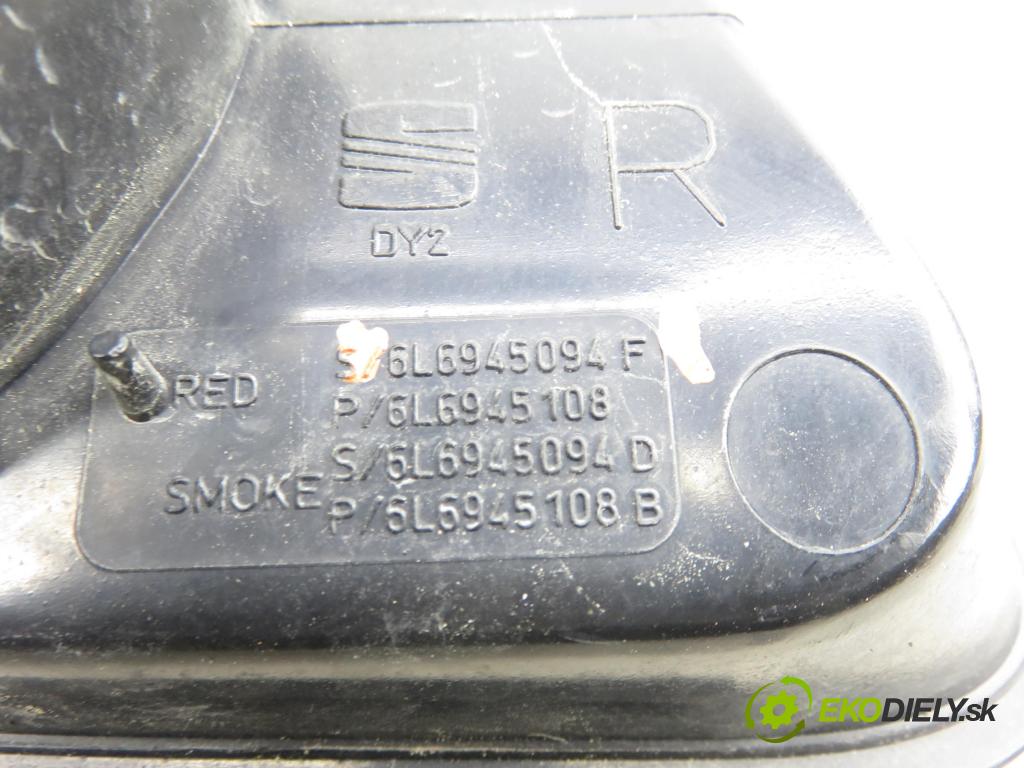 S R
DY2
S/6L6945094 F
RED
P/6L6945108
S/6L6945094 D
SMOKE
P/6L6945108 B
EKODIELY.sk